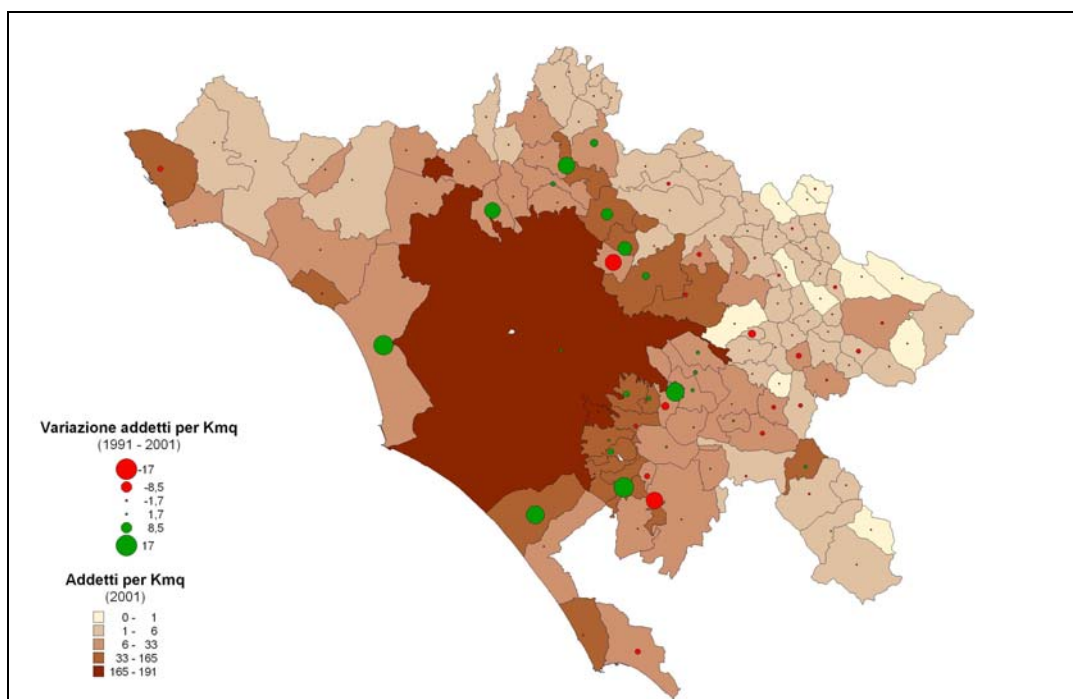 Variazione addetti per Kmq
(1991 - 2001)
-17
-8,5
-1,7
1,7
8,5
17
Addetti per Kmq
(2001)
0 - 1
1 - 6
6 - 33
33 - 165
165 - 191